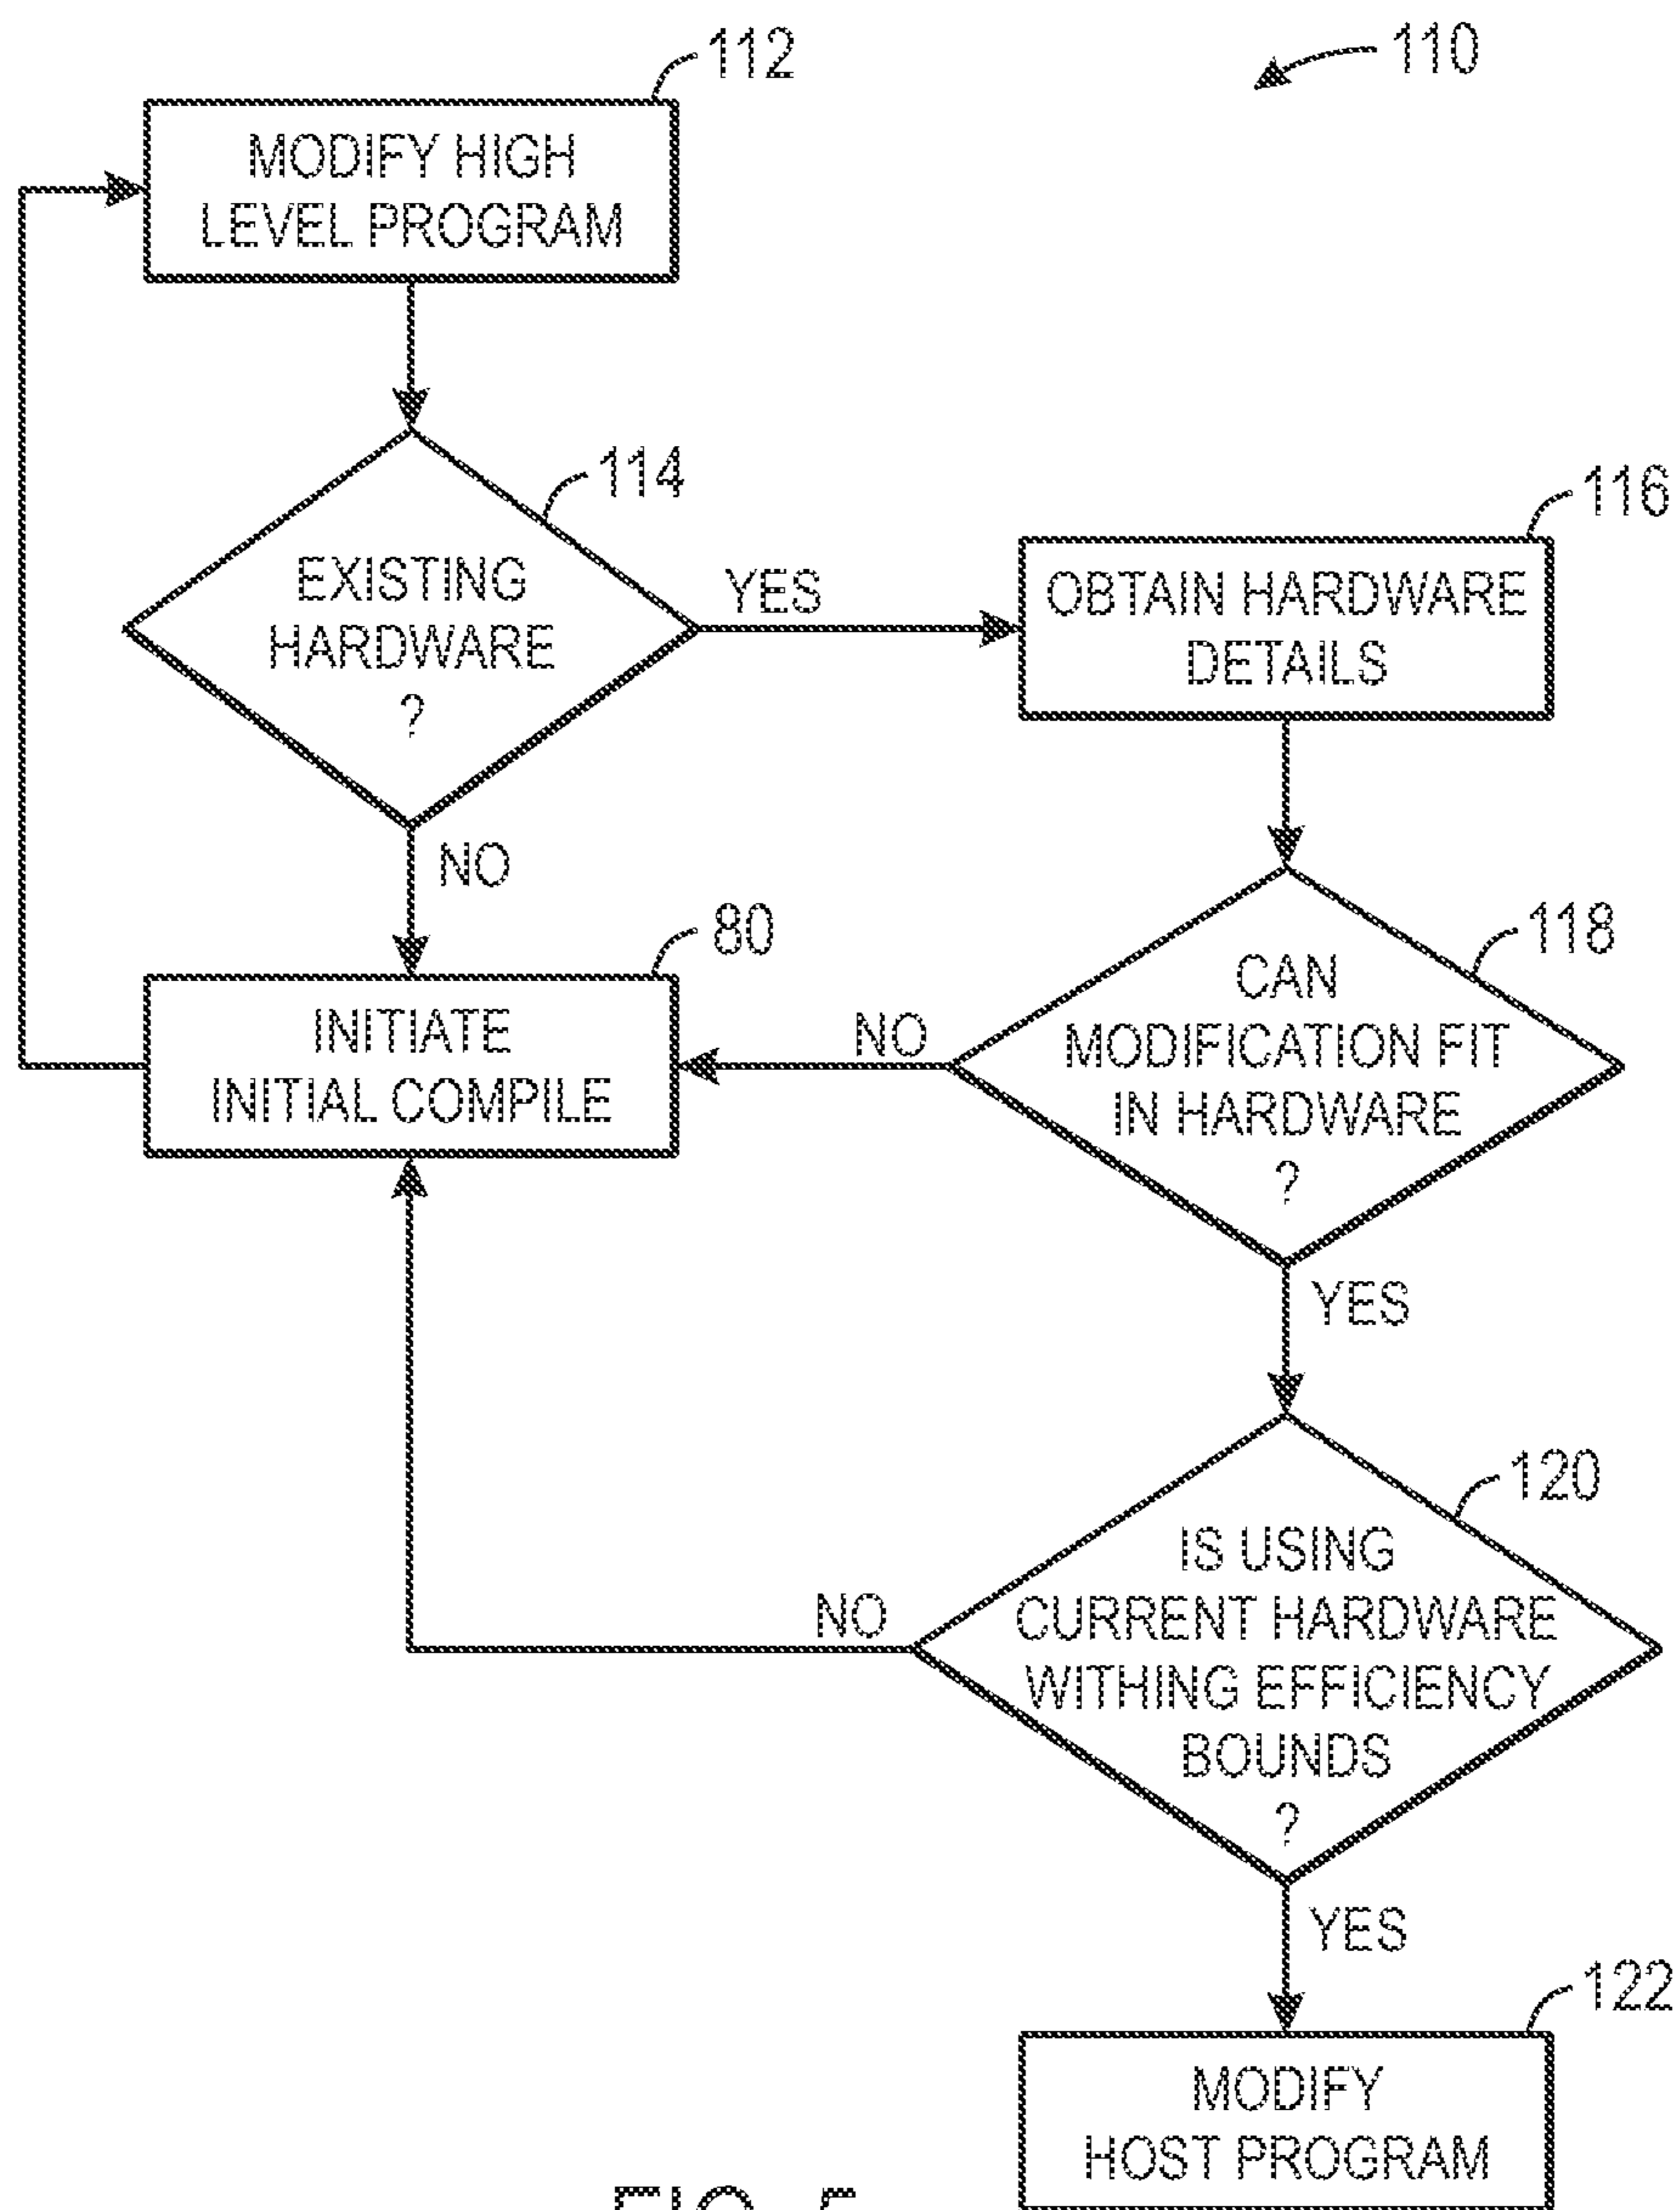 110
112
MODIFY HIGH
LEVEL PROGRAM
114
EXISTING
HARDWARE
?
YES
116
OBTAIN HARDWARE
DETAILS
NO
80
INITIATE
INITIAL COMPILE
118
CAN
MODIFICATION FIT
IN HARDWARE
?
NO
YES
120
IS USING
CURRENT HARDWARE
WITHING EFFICIENCY
BOUNDS
?
NO
YES
122
MODIFY
HOST PROGRAM
FIG. 5